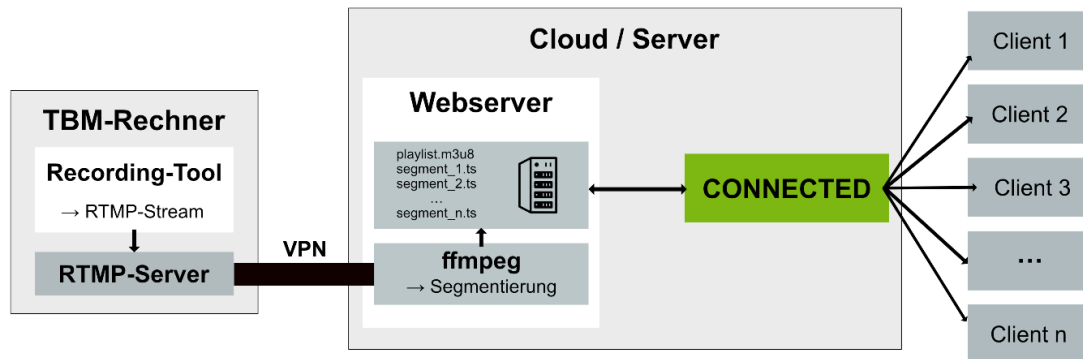 TBM-Rechner
Recording-Tool
→ RTMP-Stream
RTMP-Server
VPN
Cloud / Server
Webserver
playlist.m3u8
segment_1.ts
segment_2.ts
...
segment_n.ts
ffmpeg
→ Segmentierung
CONNECTED
Client 1
Client 2
Client 3
...
Client n